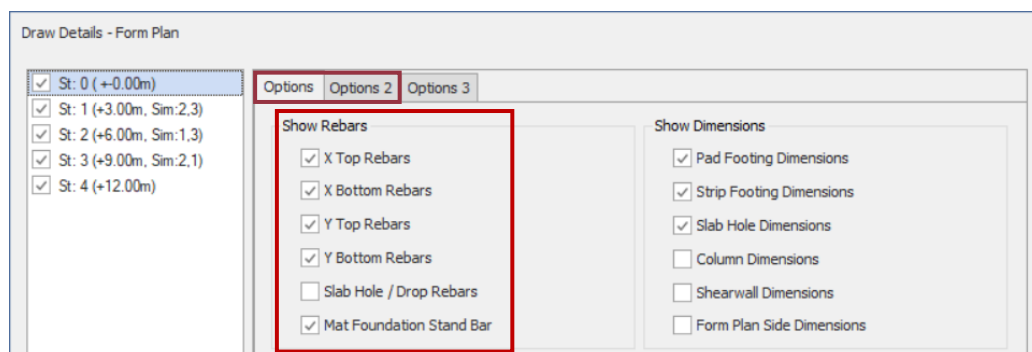 Draw Details - Form Plan
St: 0 ( +-0.00m)
St: 1 (+3.00m, Sim:2,3)
St: 2 (+6.00m, Sim:1,3)
St: 3 (+9.00m, Sim:2,1)
St: 4 (+12.00m)
Options Options 2 Options 3
Show Rebars
X Top Rebars
X Bottom Rebars
Y Top Rebars
Y Bottom Rebars
Slab Hole / Drop Rebars
Mat Foundation Stand Bar
Show Dimensions
Pad Footing Dimensions
Strip Footing Dimensions
Slab Hole Dimensions
Column Dimensions
Shearwall Dimensions
Form Plan Side Dimensions